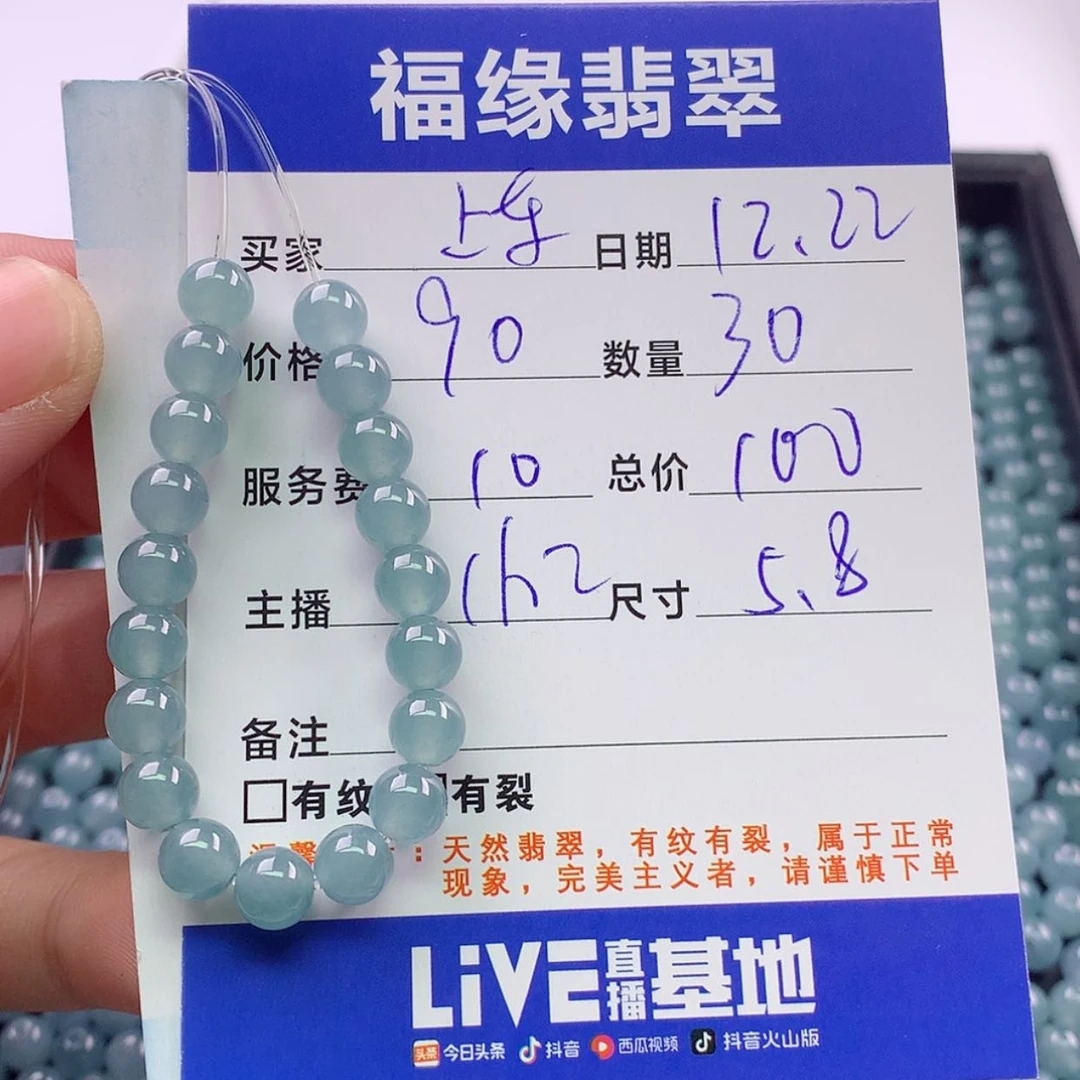 福缘翡翠
买家 日期 12.22
价格 90 数量 30
服务费 10 总价 100
主播 尺寸 5.8
备注
有纹 有裂
：天然翡翠，有纹有裂，属于正常
现象，完美主义者，请谨慎下单
LiVE直播基地
头条 今日头条 抖音 西瓜视频 抖音火山版